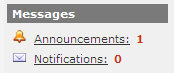 Messages
Announcements: 1
Notifications: 0